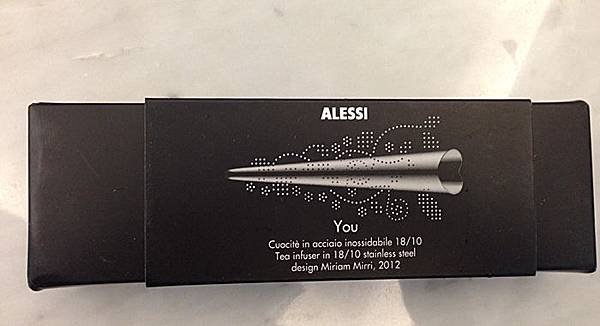 ALESSI
You
Cuocitè in acciaio inossidabile 18/10
Tea infuser in 18/10 stainless steel
design Miriam Mirri, 2012